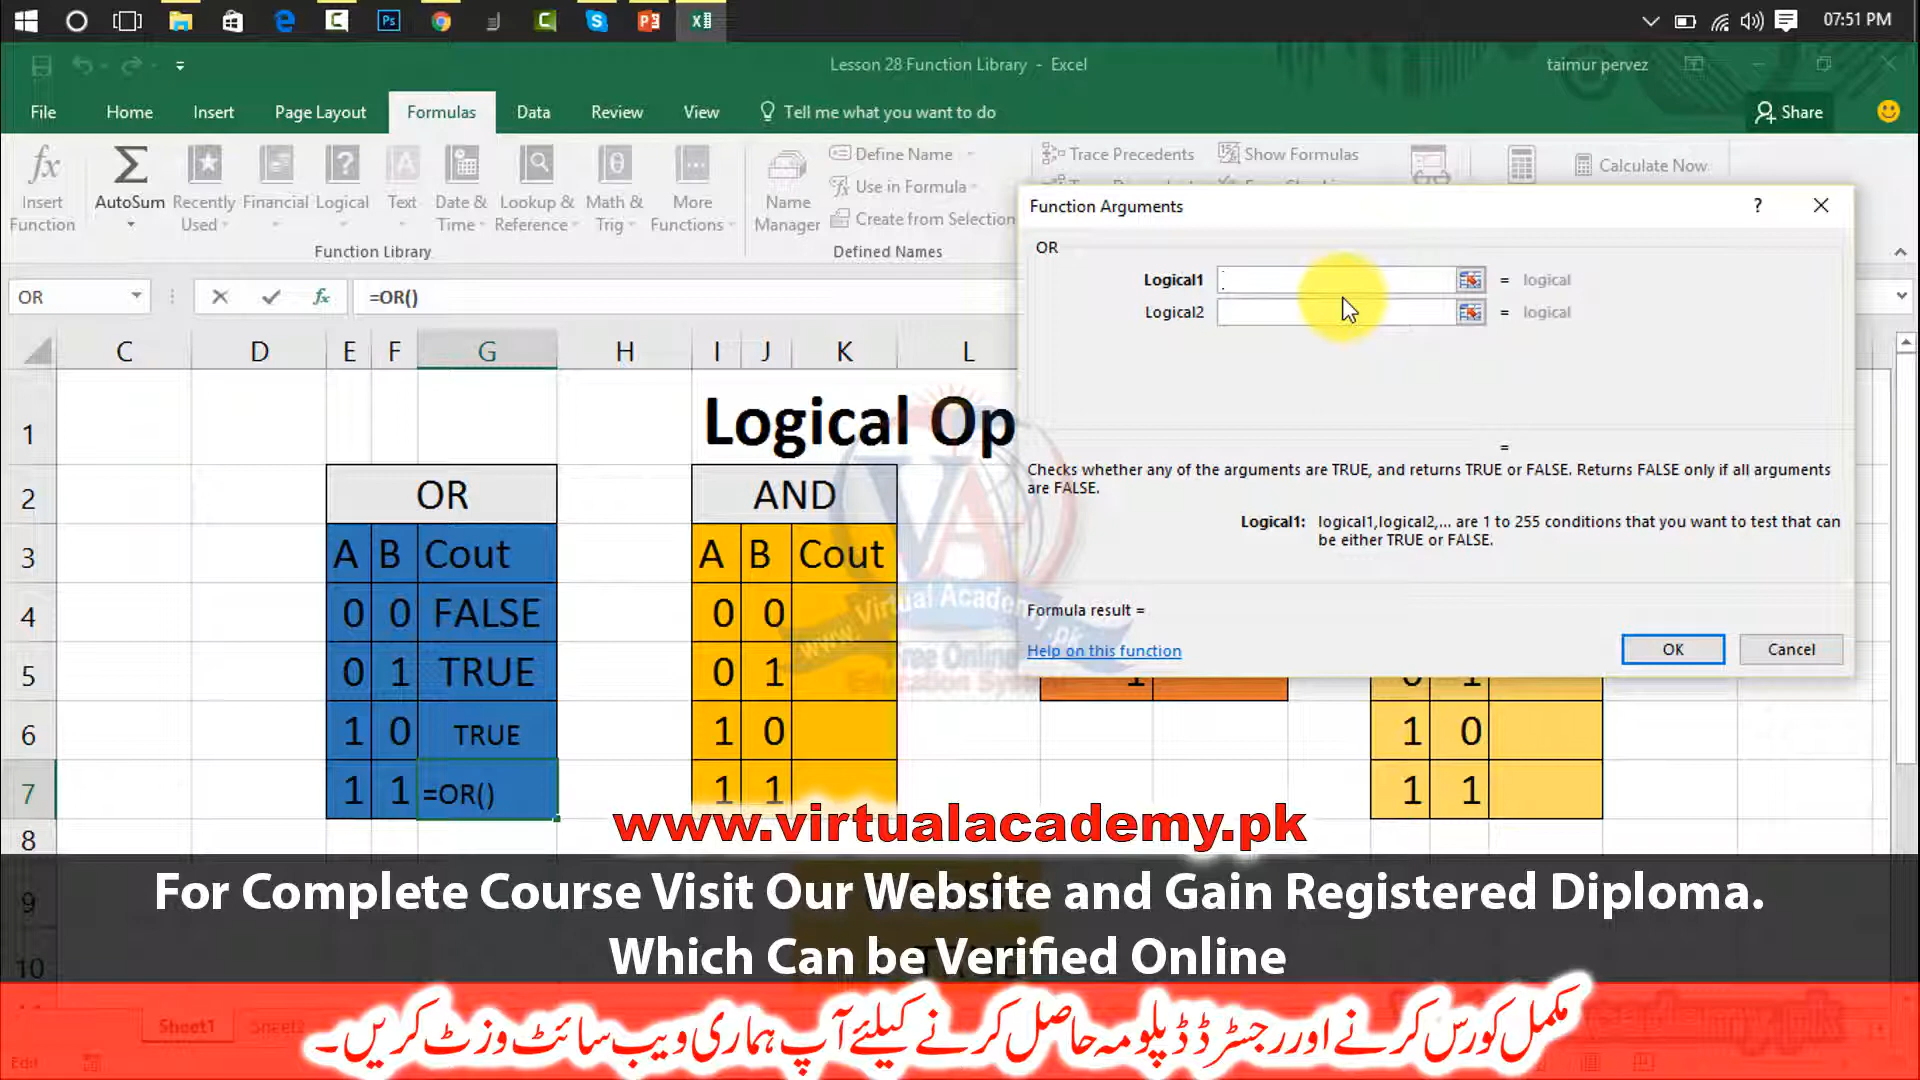 07:51 PM
Lesson 28 Function Library - Excel
taimur pervez
File Home Insert Page Layout Formulas Data Review View Tell me what you want to do
Share
Insert Function
AutoSum
Recently Used
Financial
Logical
Text
Date & Time
Lookup & Reference
Math & Trig
More Functions
Function Library
Name Manager
Define Name
Use in Formula
Create from Selection
Defined Names
Trace Precedents
Show Formulas
Calculate Now
OR
fx =OR()
Function Arguments
? ×
OR
Logical1 = logical
Logical2 = logical
=
Checks whether any of the arguments are TRUE, and returns TRUE or FALSE. Returns FALSE only if all arguments
are FALSE.
Logical1: logical1,logical2,... are 1 to 255 conditions that you want to test that can
be either TRUE or FALSE.
Formula result =
Help on this function
OK Cancel
C D E F G H I J K L
1 Logical Op
2 OR AND
3 A B Cout A B Cout
4 0 0 FALSE 0 0
5 0 1 TRUE 0 1
6 1 0 TRUE 1 0 1 0
7 1 1 =OR() 1 1 1 1
8
9
10
Virtual Academy
Free Online
Education System
www.virtualacademy.pk
For Complete Course Visit Our Website and Gain Registered Diploma.
Which Can be Verified Online
مکمل کورس کرنے اور رجسٹرڈ ڈپلومہ حاصل کرنے کیلئے آپ ہماری ویب سائٹ وزٹ کریں۔
Sheet1 Sheet2
Edit